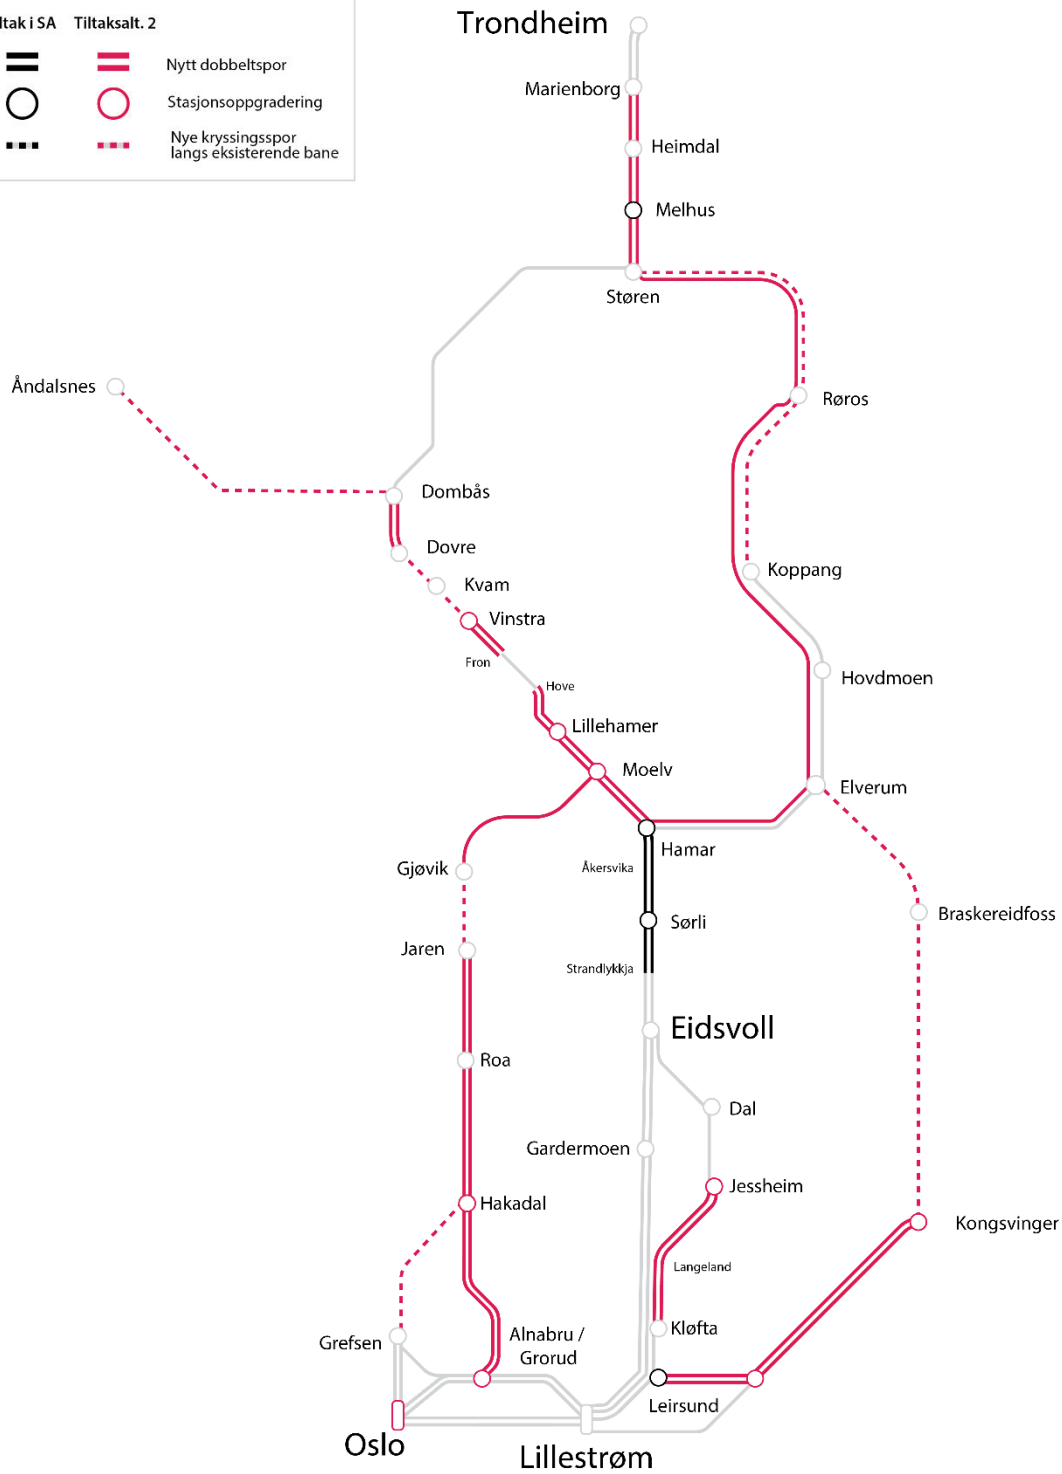 ltak i SA Tiltaksalt. 2
Nytt dobbeltspor
Stasjonsoppgradering
Nye kryssingsspor
langs eksisterende bane
Trondheim
Marienborg
Heimdal
Melhus
Støren
Åndalsnes
Røros
Dombås
Dovre
Kvam
Koppang
Vinstra
Fron
Hove
Hovdmoen
Lillehamer
Moelv
Elverum
Hamar
Gjøvik
Åkersvika
Braskereidfoss
Sørli
Jaren
Strandlykkja
Eidsvoll
Roa
Dal
Gardermoen
Jessheim
Hakadal
Kongsvinger
Langeland
Kløfta
Grefsen
Alnabru /
Grorud
Leirsund
Oslo
Lillestrøm